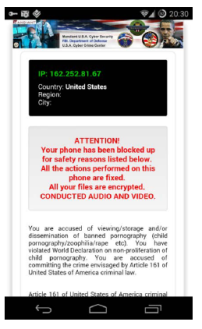 20:30
Mandiant U.S.A. Cyber Security
FBI. Department of Defense
U.S.A. Cyber Crime Center
IP: 162.252.81.67
Country: United States
Region:
City:
ATTENTION!
Your phone has been blocked up
for safety reasons listed below.
All the actions performed on this
phone are fixed.
All your files are encrypted.
CONDUCTED AUDIO AND VIDEO.
You are accused of viewing/storage and/or
dissemination of banned pornography (child
pornography/zoophilia/rape etc). You have
violated World Declaration on non-proliferation of
child pornography. You are accused of
committing the crime envisaged by Article 161 of
United States of America criminal law.
Article 161 of United States of America criminal